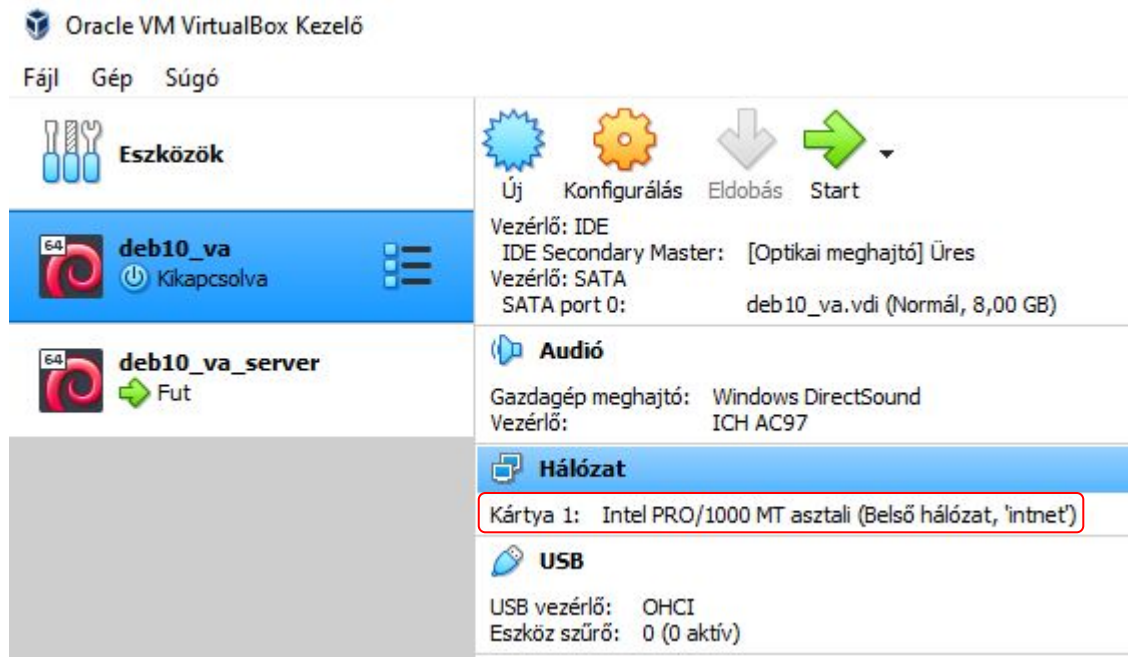 Oracle VM VirtualBox Kezelő
Fájl Gép Súgó
Eszközök
64
deb10_va
Kikapcsolva
64
deb10_va_server
Fut
Új Konfigurálás Eldobás Start
Vezérlő: IDE
IDE Secondary Master: [Optikai meghajtó] Üres
Vezérlő: SATA
SATA port 0: deb10_va.vdi (Normál, 8,00 GB)
Audió
Gazdagép meghajtó: Windows DirectSound
Vezérlő: ICH AC97
Hálózat
Kártya 1: Intel PRO/1000 MT asztali (Belső hálózat, 'intnet')
USB
USB vezérlő: OHCI
Eszköz szűrő: 0 (0 aktív)